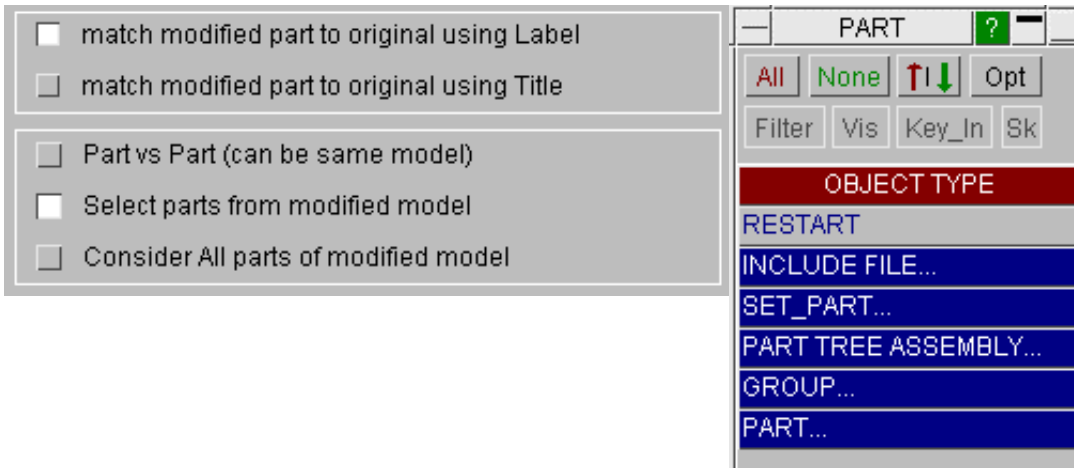 match modified part to original using Label
match modified part to original using Title
Part vs Part (can be same model)
Select parts from modified model
Consider All parts of modified model
PART ?
All None I Opt
Filter Vis Key_In Sk
OBJECT TYPE
RESTART
INCLUDE FILE...
SET_PART...
PART TREE ASSEMBLY...
GROUP...
PART...